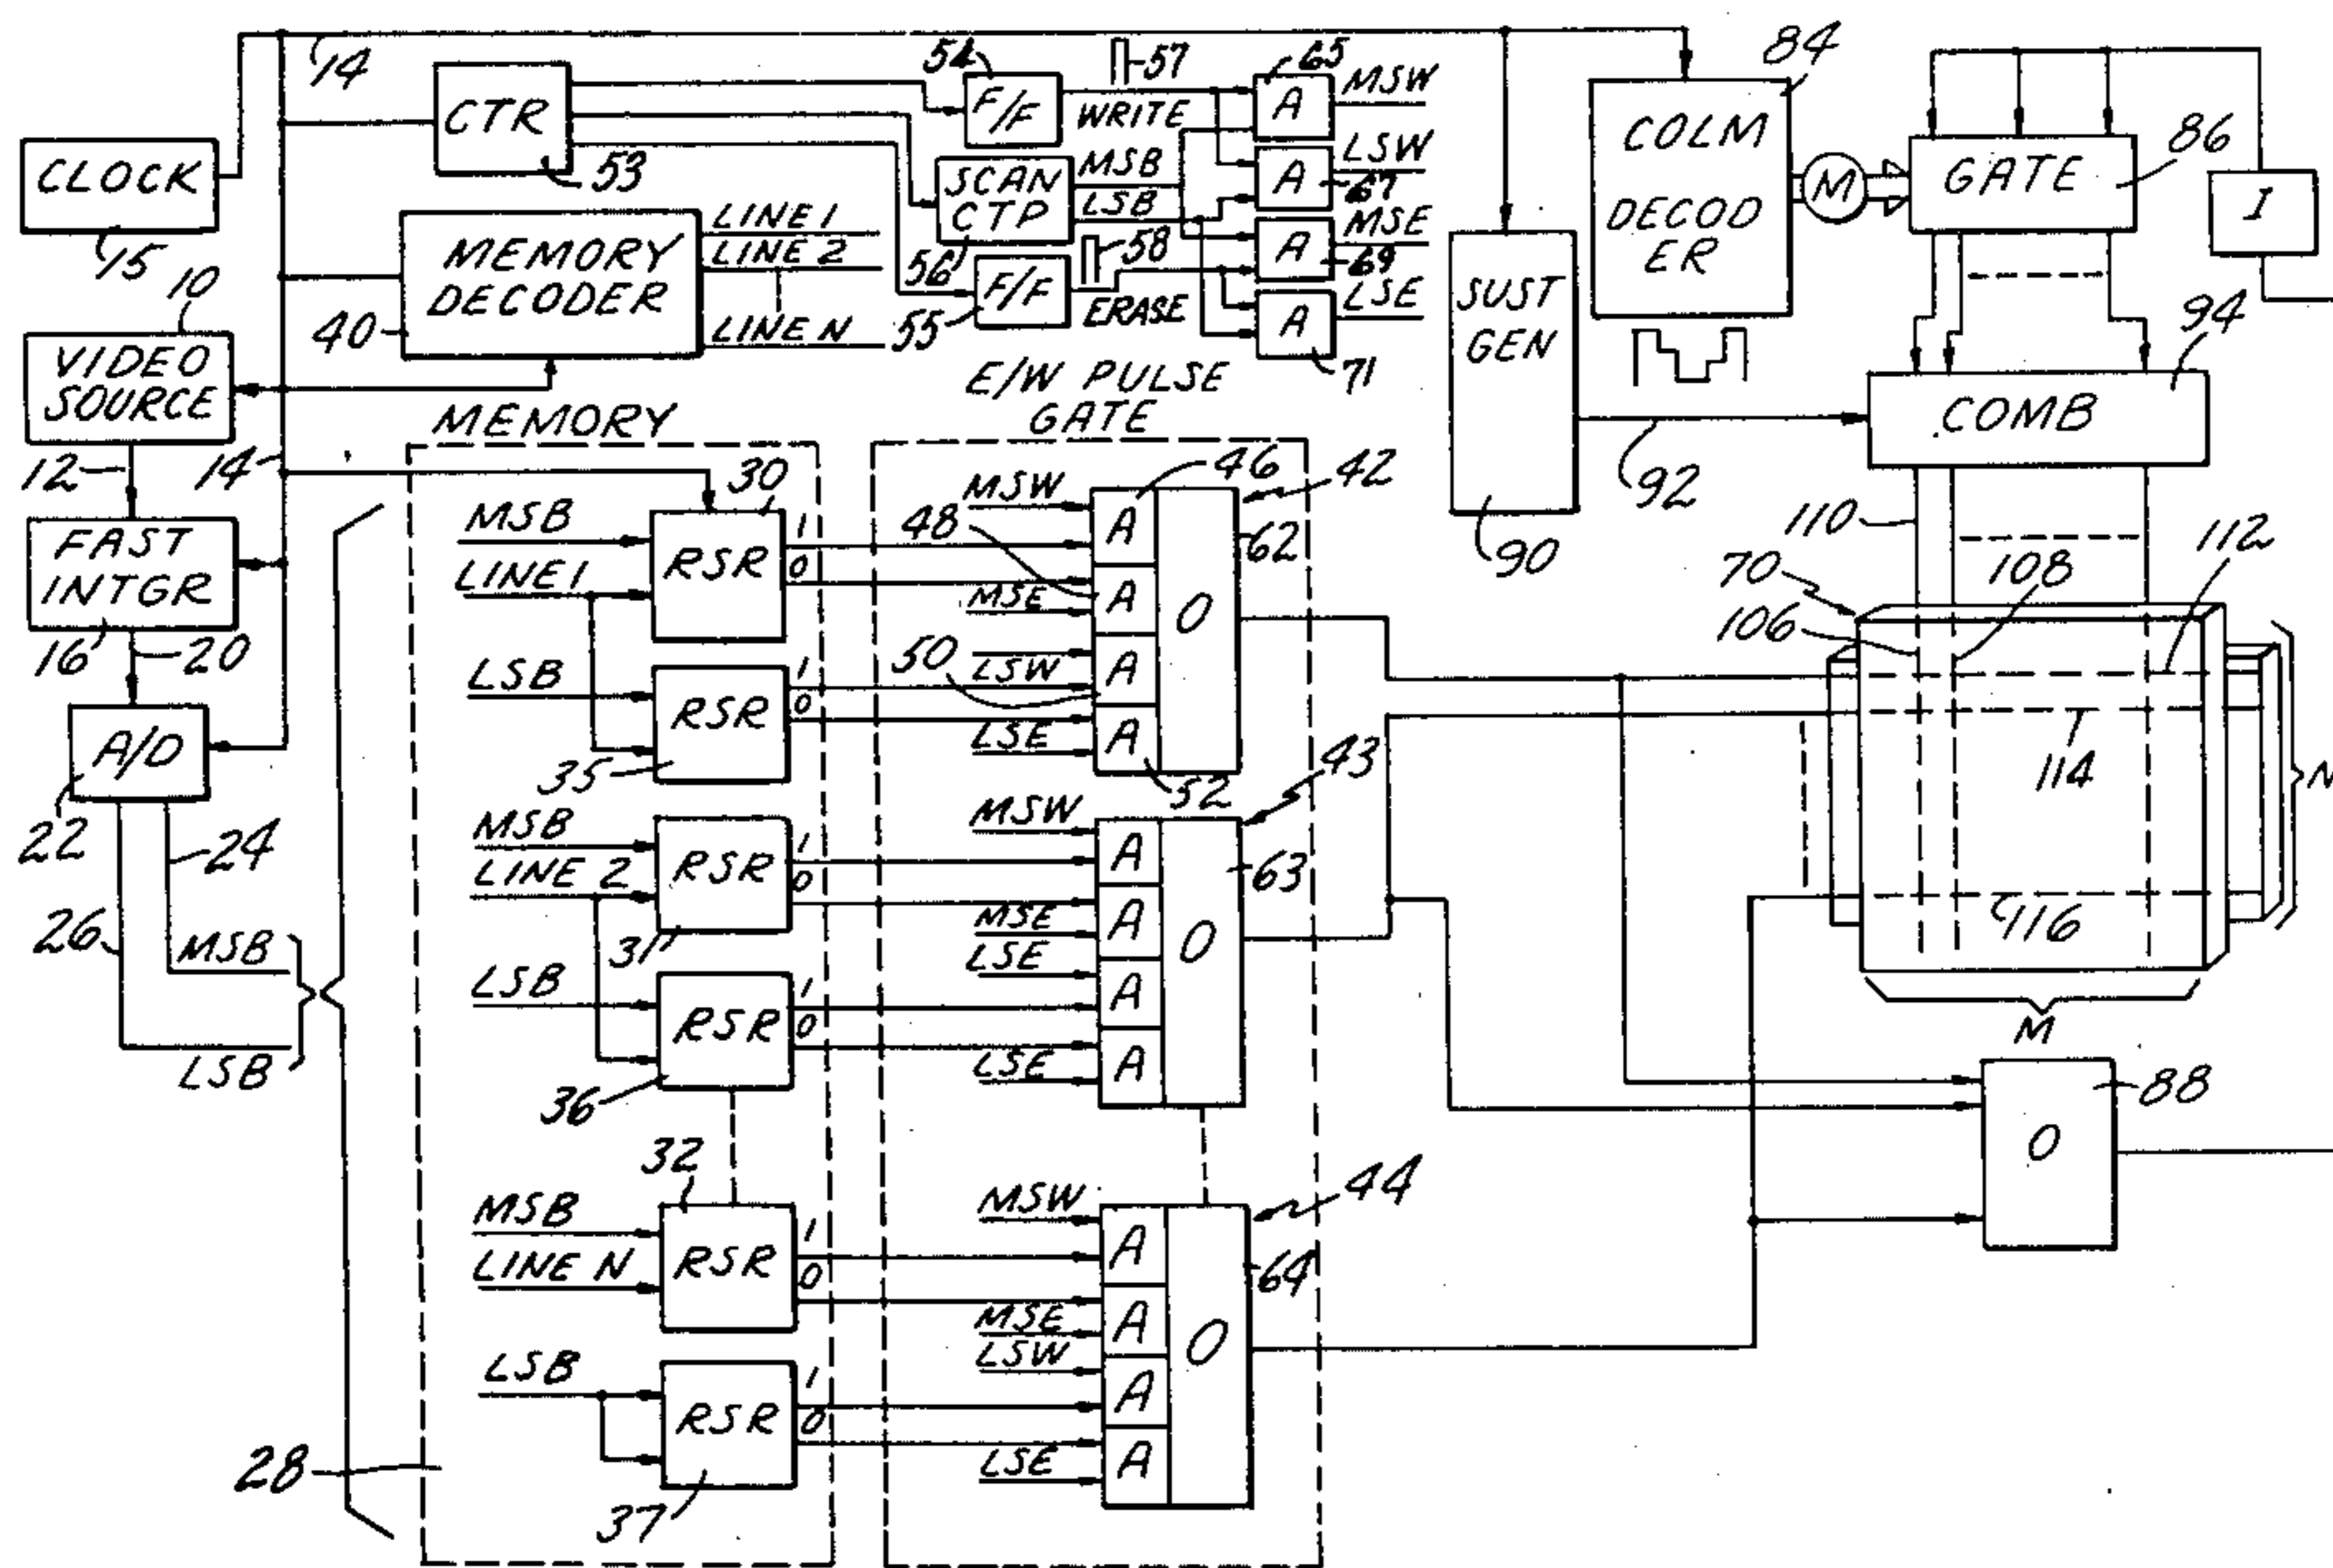 14
CLOCK
15
CTR
53
54
F/F
57
WRITE
65
A
MSW
SCAN
CTP
56
MSB
LSB
A
67
LSW
A
69
MSE
58
F/F
55
ERASE
A
71
LSE
COLM
DECOD
ER
84
M
GATE
86
I
MEMORY
DECODER
40
LINE 1
LINE 2
LINE N
10
VIDEO
SOURCE
12
14
FAST
INTGR
16
20
A/D
22
24
26
MSB
LSB
28
SUST
GEN
90
92
94
COMB
MEMORY
E/W PULSE
GATE
30
MSB
LINE 1
RSR
1
0
LSB
RSR
35
1
0
MSW
46
A
48
A
MSE
50
LSW
A
LSE
A
52
O
42
62
MSB
LINE 2
RSR
31
1
0
LSB
RSR
36
1
0
MSW
A
MSE
A
LSE
A
LSE
A
O
43
63
32
MSB
LINE N
RSR
1
0
LSB
RSR
37
1
0
MSW
A
MSE
A
LSW
A
LSE
A
O
44
64
110
70
106
108
112
114
116
N
M
88
O